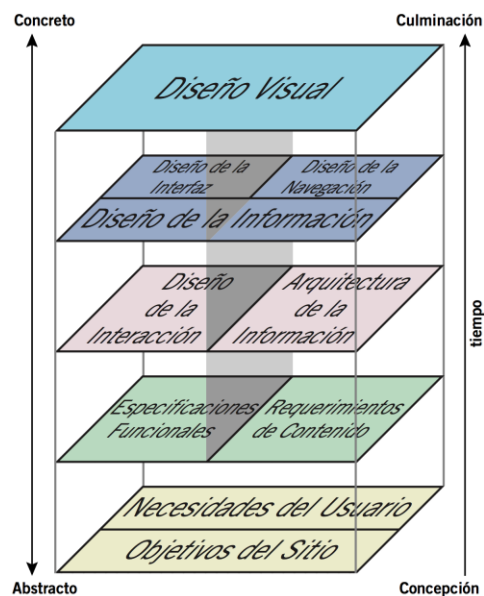 Concreto
Culminación
Diseño Visual
Diseño de la
Interfaz
Diseño de la
Navegación
Diseño de la Información
Diseño
de la
Interacción
Arquitectura
de la
Información
tiempo
Especificaciones
Funcionales
Requerimientos
de Contenido
Necesidades del Usuario
Objetivos del Sitio
Abstracto
Concepción